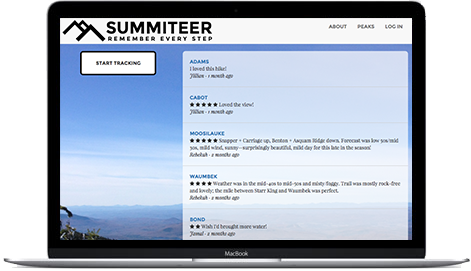 SUMMITEER
REMEMBER EVERY STEP
ABOUT PEAKS LOG IN
START TRACKING
ADAMS
I loved this hike!
Jillian - 1 month ago
CABOT
★★★★★ Loved the view!
Jillian - 1 month ago
MOOSILAUKE
★★★★★ Snapper + Carriage up, Benton + Asquam Ridge down. Forecast was low 30s/mid
30s, mild wind, sunny—surprisingly beautiful, mild day for this late in the season!
Rebekah - 2 months ago
WAUMBEK
★★★★ Weather was in the mid-40s to mid-50s and misty/foggy. Trail was mostly rock-free
and lovely; the mile between Starr King and Waumbek was perfect.
Rebekah - 2 months ago
BOND
★★ Wish I'd brought more water!
Jamal - 2 months ago
MacBook